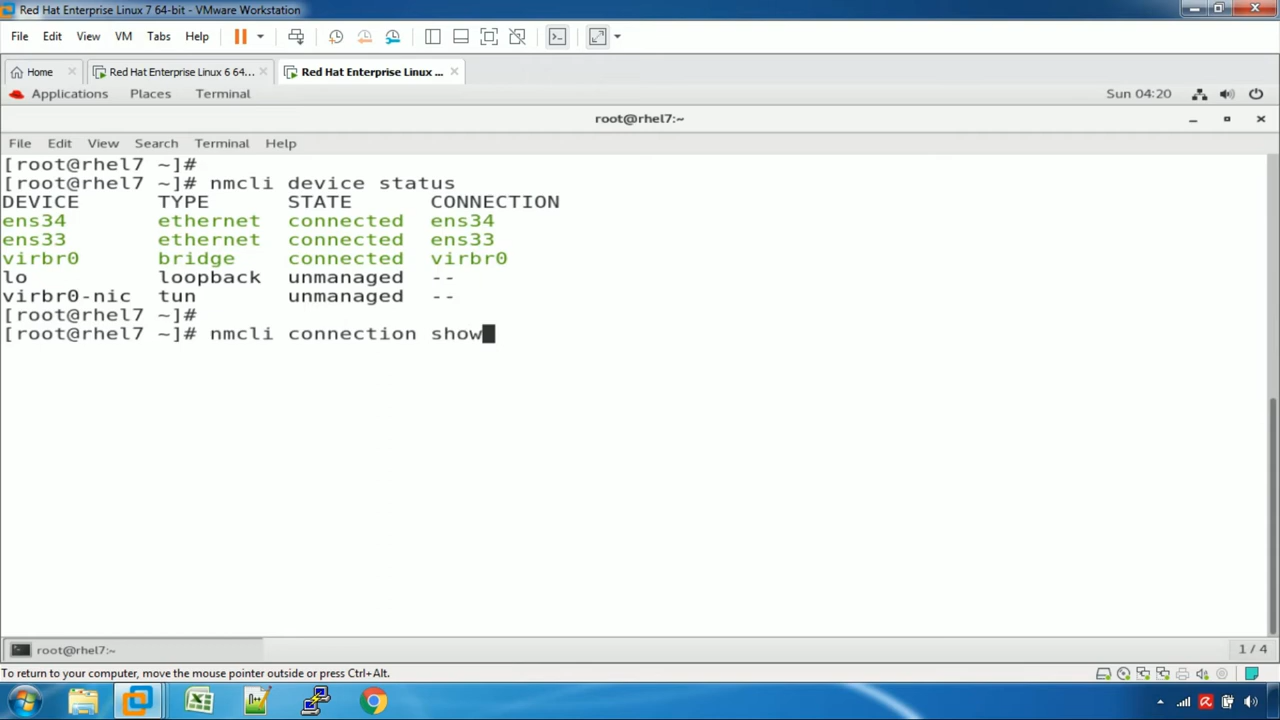 Red Hat Enterprise Linux 7 64-bit - VMware Workstation
File Edit View VM Tabs Help
Home Red Hat Enterprise Linux 6 64... Red Hat Enterprise Linux ...
Applications Places Terminal Sun 04:20
root@rhel7:~
File Edit View Search Terminal Help
[root@rhel7 ~]#
[root@rhel7 ~]# nmcli device status
DEVICE TYPE STATE CONNECTION
ens34 ethernet connected ens34
ens33 ethernet connected ens33
virbr0 bridge connected virbr0
lo loopback unmanaged --
virbr0-nic tun unmanaged --
[root@rhel7 ~]#
[root@rhel7 ~]# nmcli connection show
root@rhel7:~ 1 / 4
To return to your computer, move the mouse pointer outside or press Ctrl+Alt.